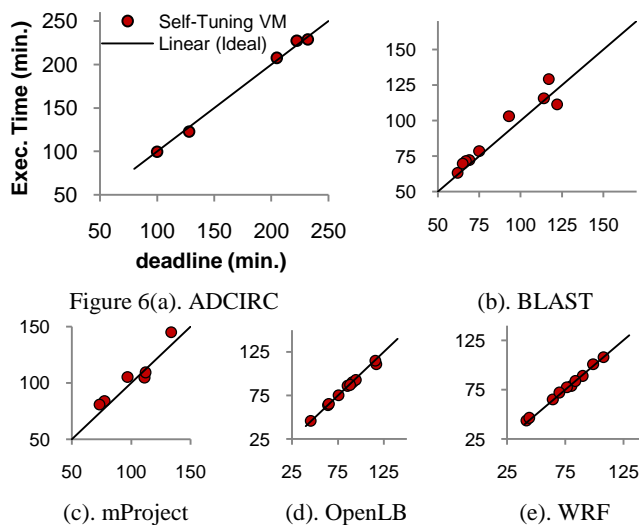 250
200
150
100
50
Exec. Time (min.)
Self-Tuning VM
Linear (Ideal)
50 100 150 200 250
deadline (min.)
Figure 6(a). ADCIRC
150
125
100
75
50
50 75 100 125 150
(b). BLAST
150
100
50
50 100 150
(c). mProject
125
75
25
25 75 125
(d). OpenLB
125
75
25
25 75 125
(e). WRF